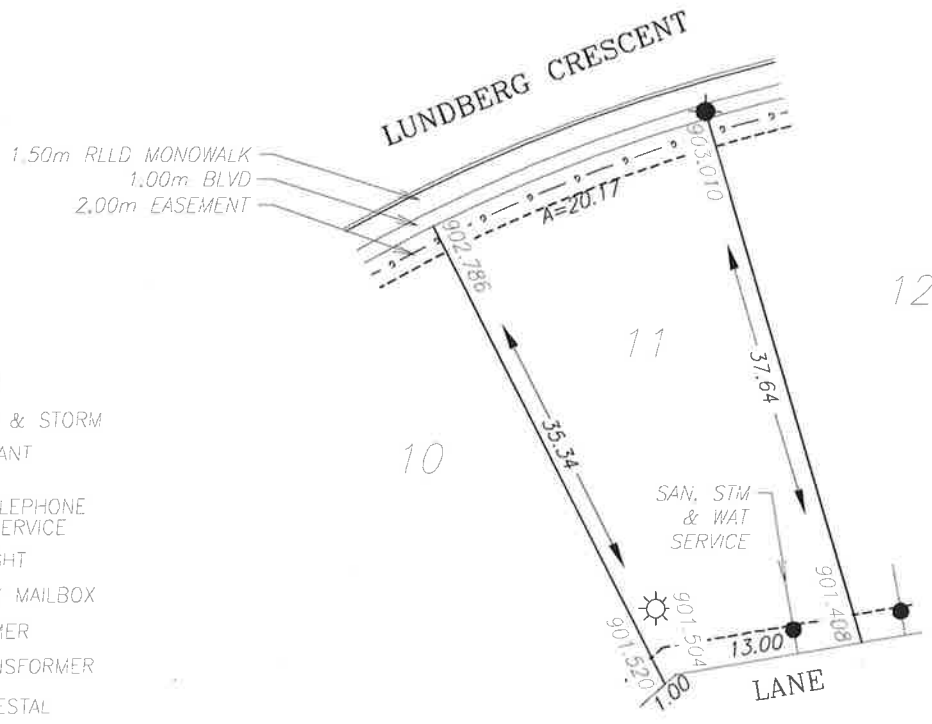 LUNDBERG CRESCENT
1.50m RLLD MONOWALK
1.00m BLVD
2.00m EASEMENT
A=20.17
903.010
902.786
12
11
37.64
35.34
10
& STORM
ANT
LEPHONE
ERVICE
GHT
MAILBOX
MER
NSFORMER
ESTAL
SAN. STM
& WAT
SERVICE
901.408
901.504
901.520
13.00
1.00
LANE